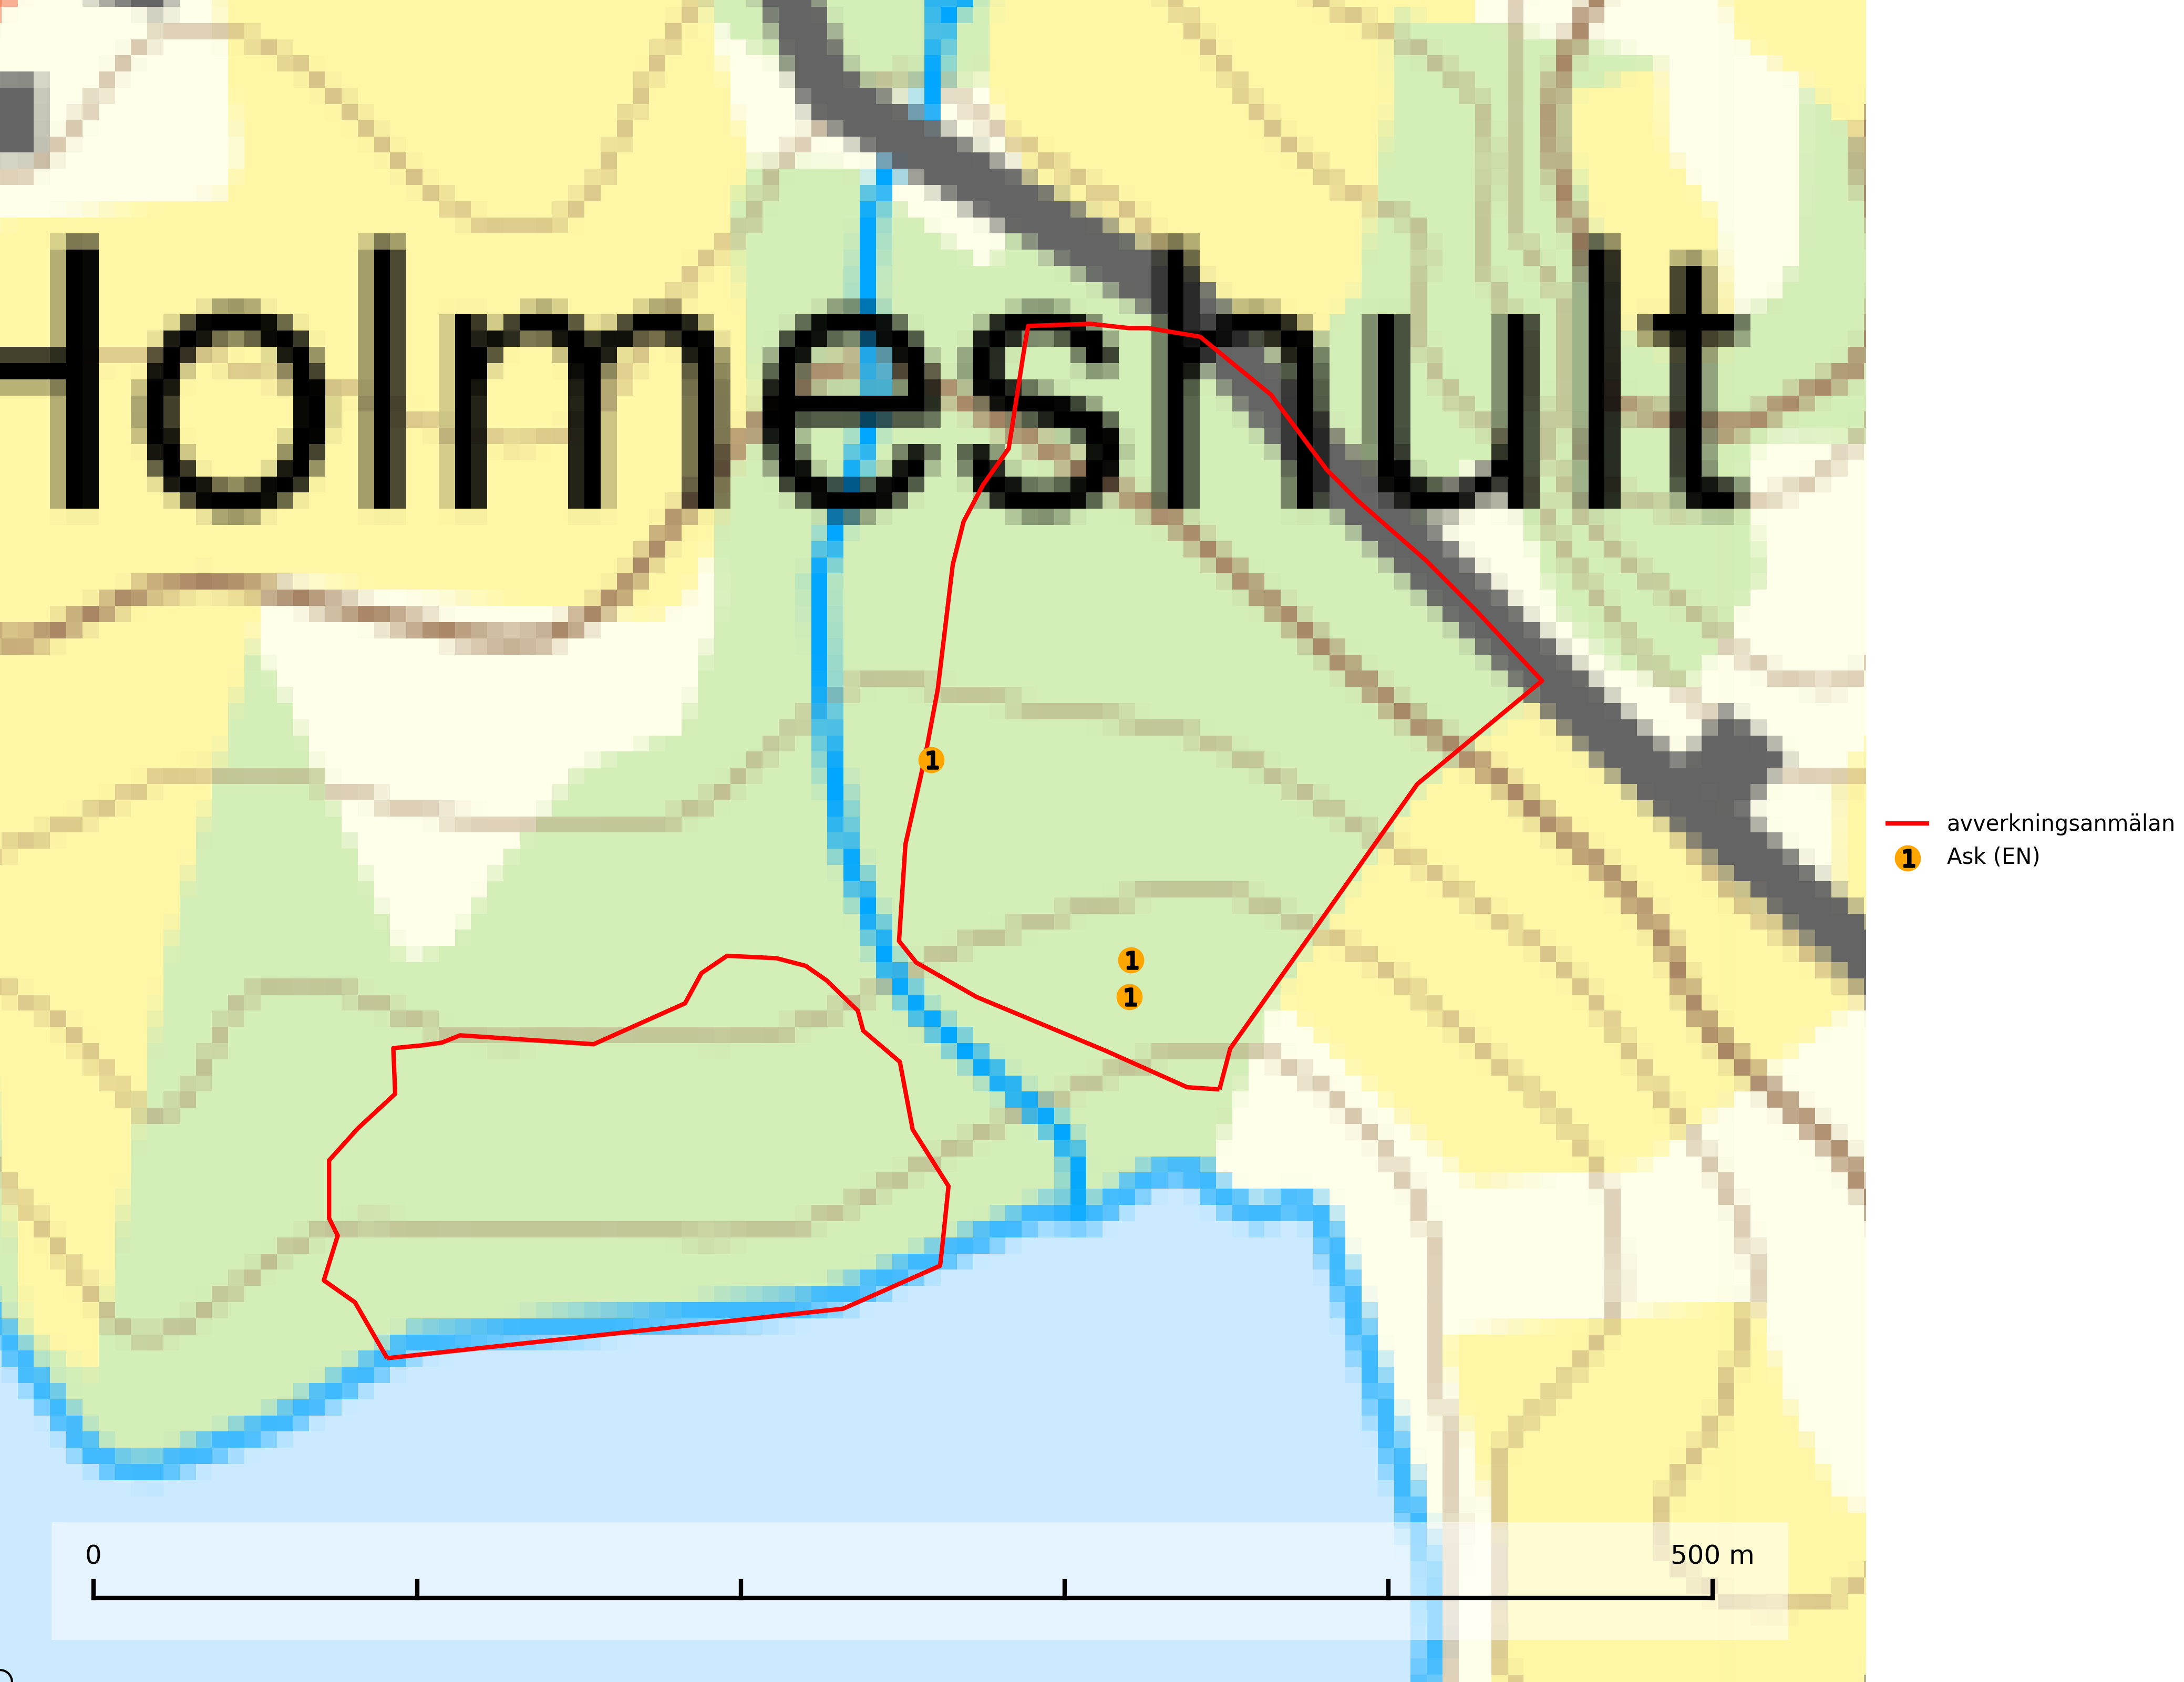 Holmeshult
1
1
1
avverkningsanmälan
1 Ask (EN)
0 500 m